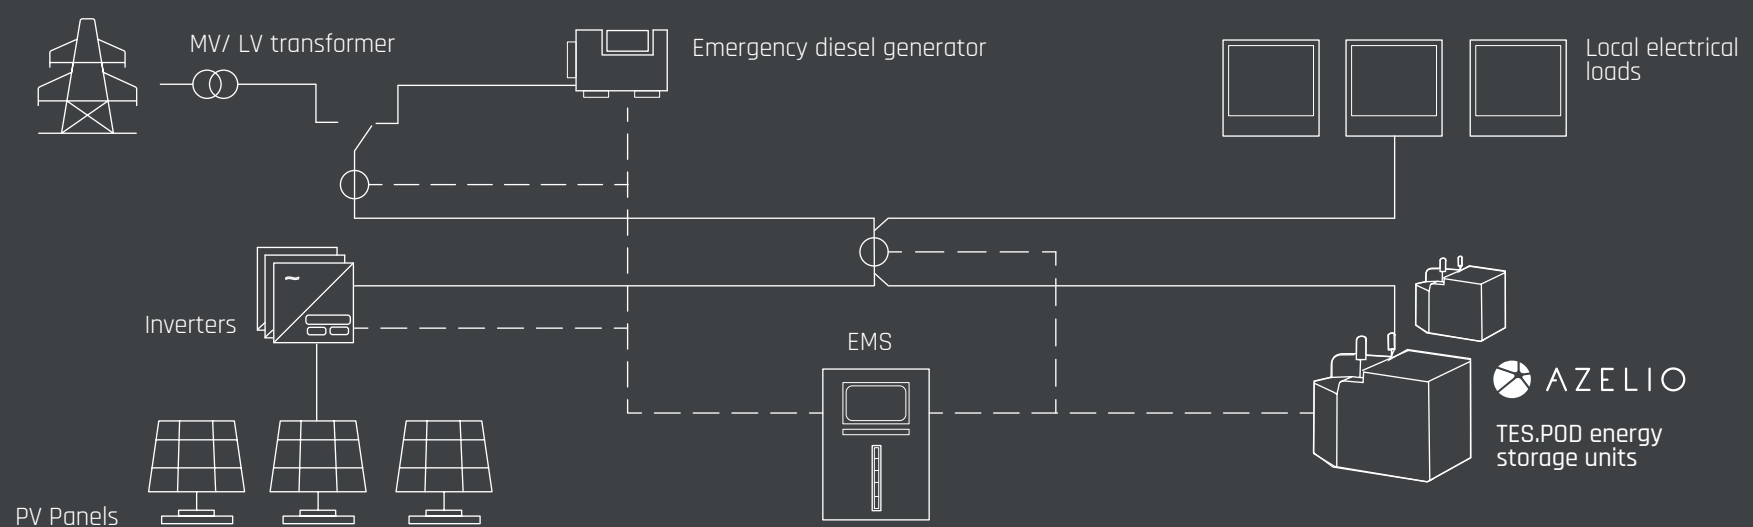 MV/ LV transformer
Emergency diesel generator
Local electrical
loads
~
Inverters
EMS
AZELIO
TES.POD energy
storage units
PV Panels